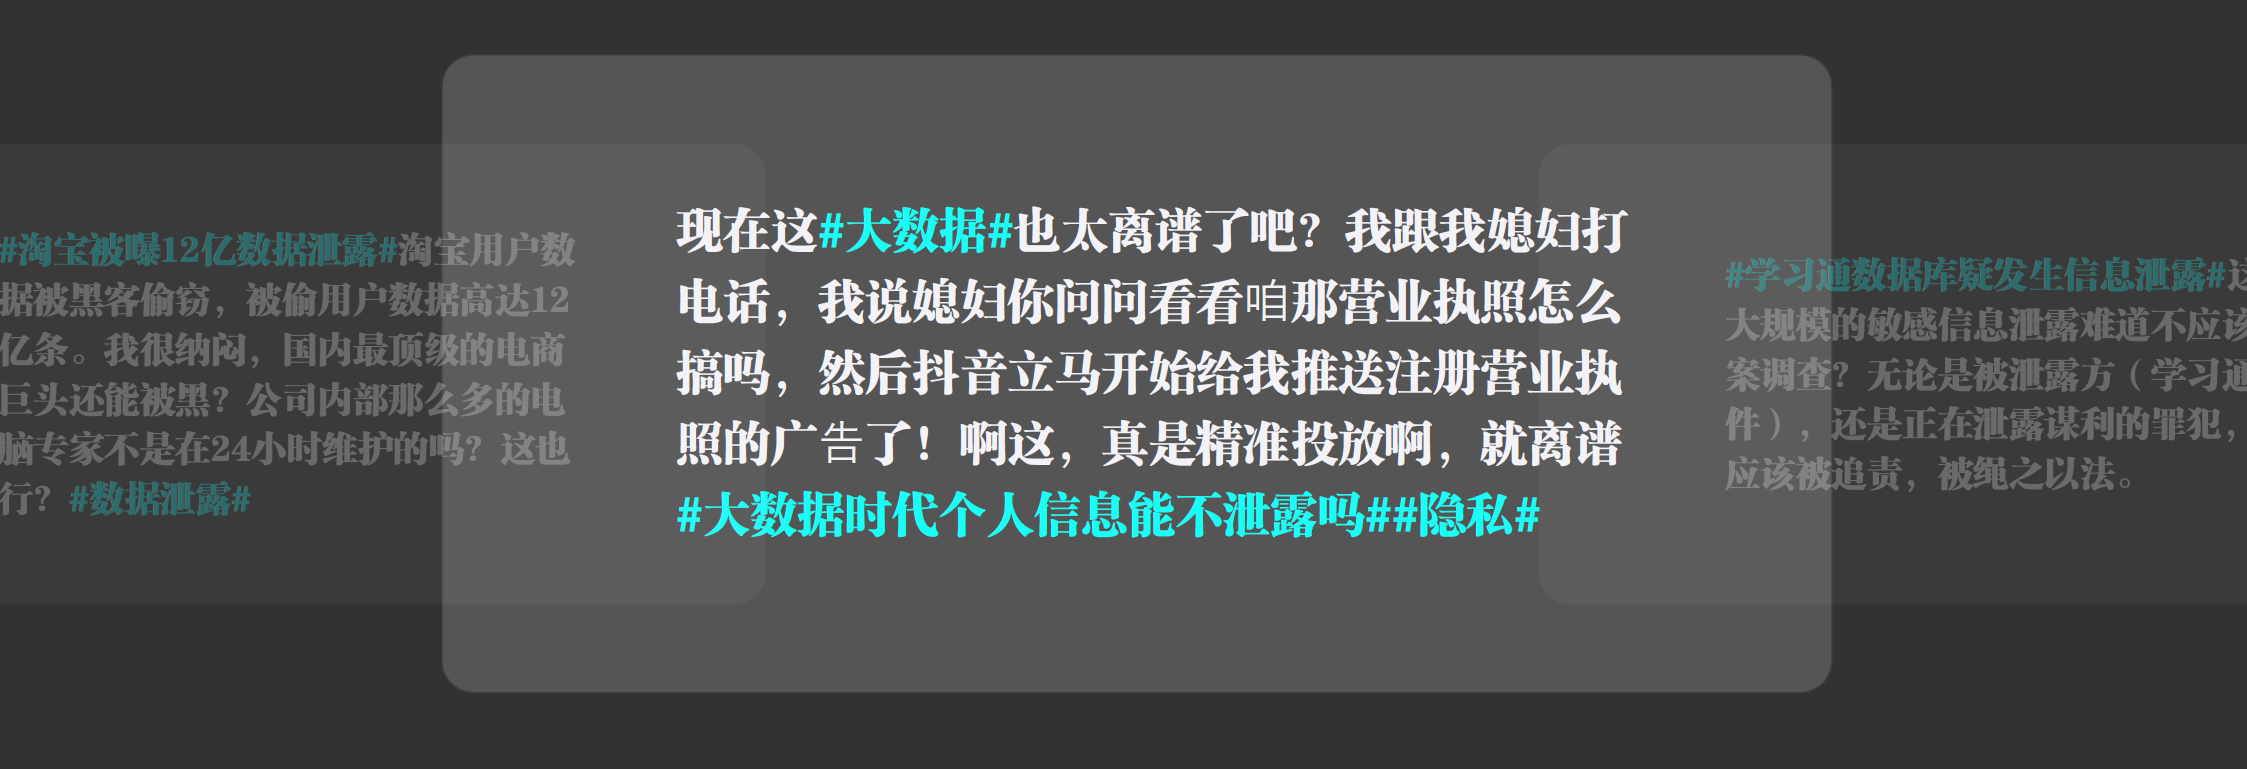 #淘宝被曝12亿数据泄露#淘宝用户数
据被黑客偷窃，被偷用户数据高达12
亿条。我很纳闷，国内最顶级的电商
巨头还能被黑？公司内部那么多的电
脑专家不是在24小时维护的吗？这也
行？#数据泄露#
现在这#大数据#也太离谱了吧？我跟我媳妇打
电话，我说媳妇你问问看看咱那营业执照怎么
搞吗，然后抖音立马开始给我推送注册营业执
照的广告了！啊这，真是精准投放啊，就离谱
#大数据时代个人信息能不泄露吗##隐私#
#学习通数据库疑发生信息泄露#这
大规模的敏感信息泄露难道不应该
案调查？无论是被泄露方（学习通
件），还是正在泄露谋利的罪犯，
应该被追责，被绳之以法。